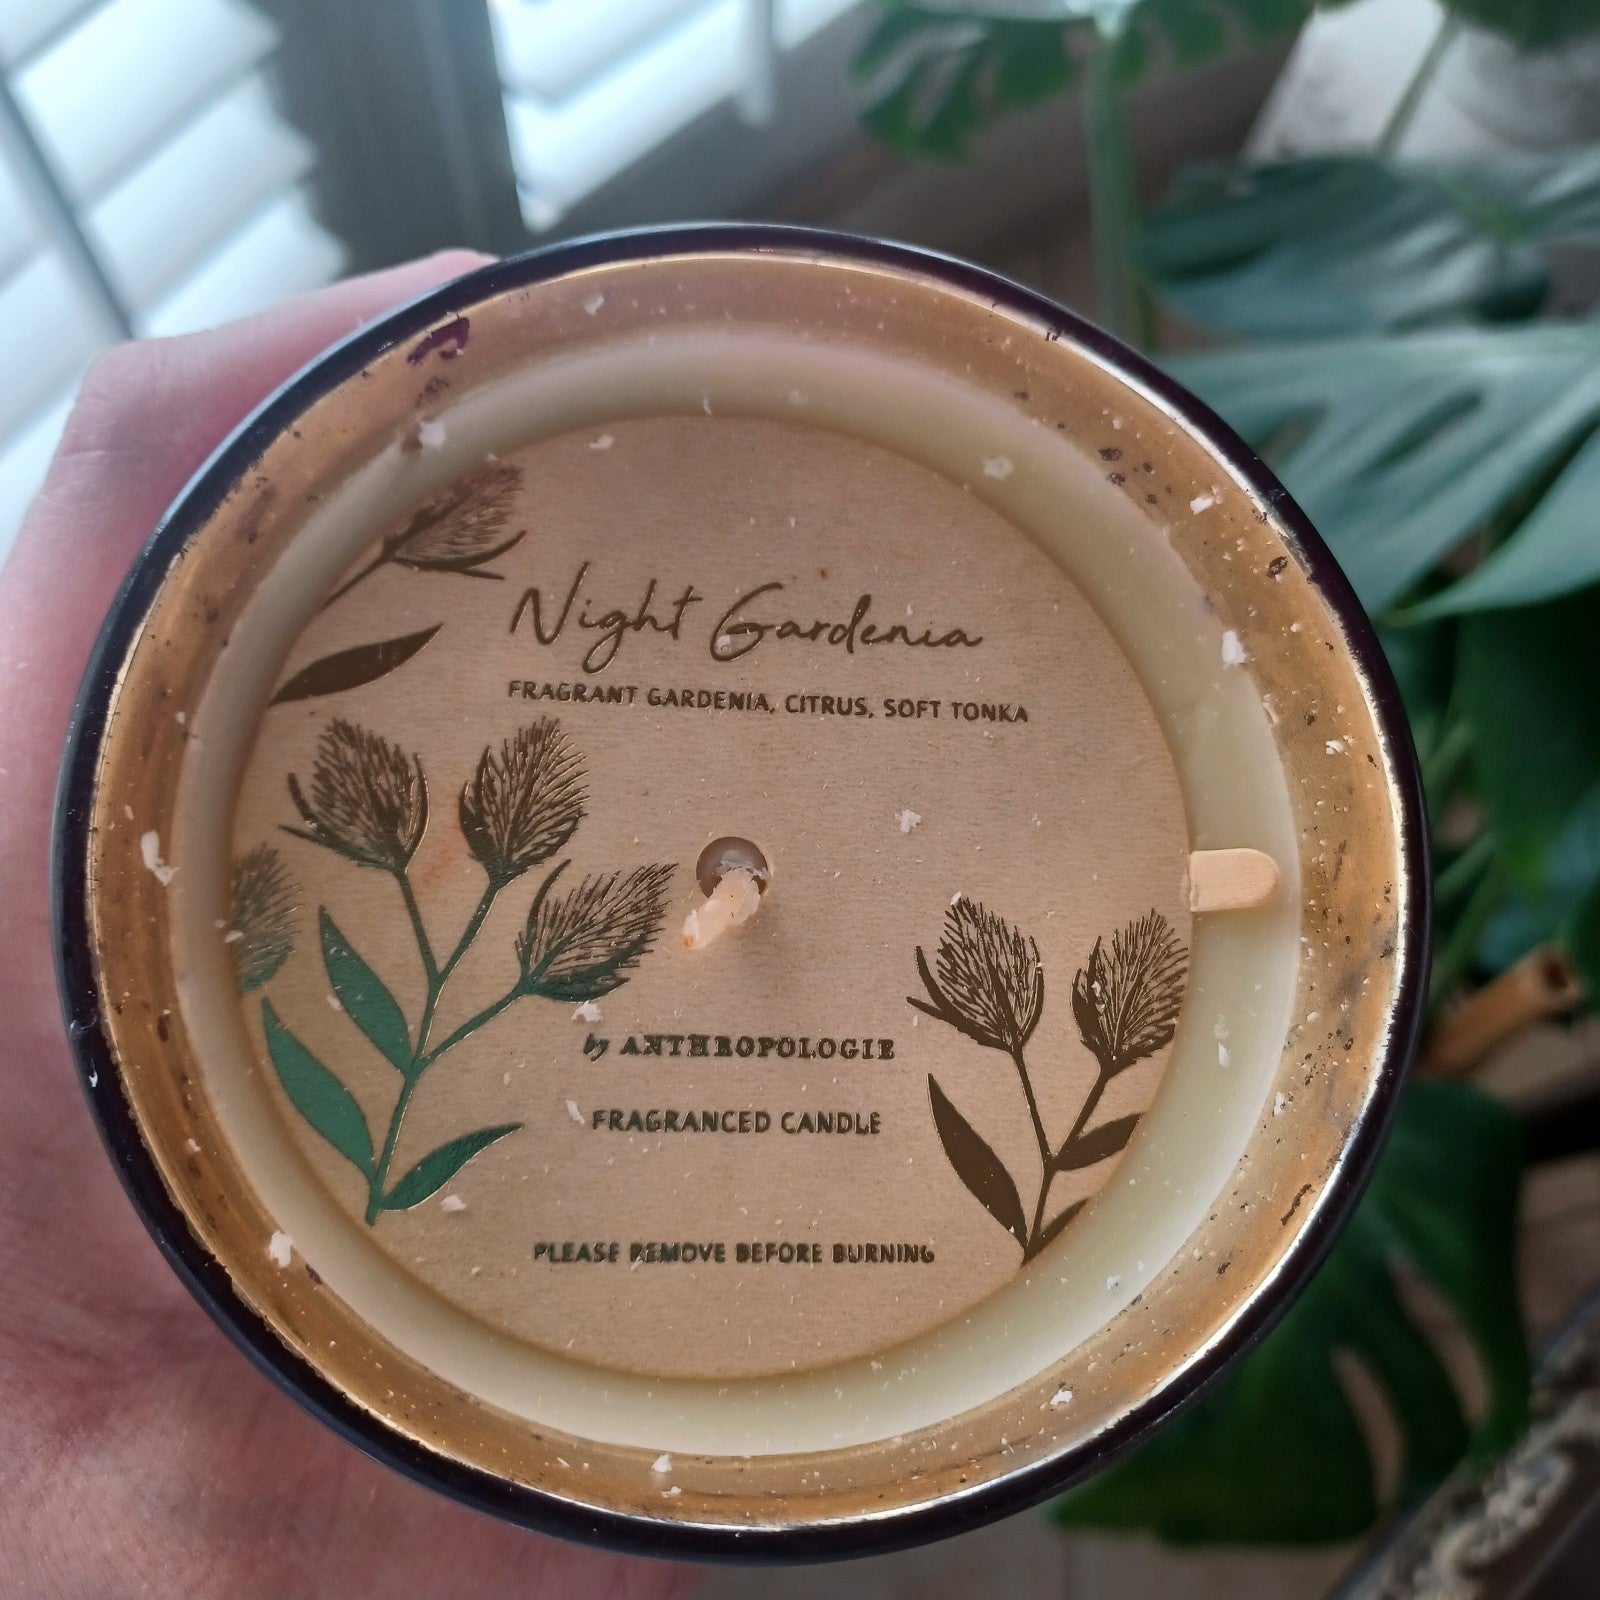 Night Gardenia
FRAGRANT GARDENIA, CITRUS, SOFT TONKA
by ANTHROPOLOGIE
FRAGRANCED CANDLE
PLEASE REMOVE BEFORE BURNING